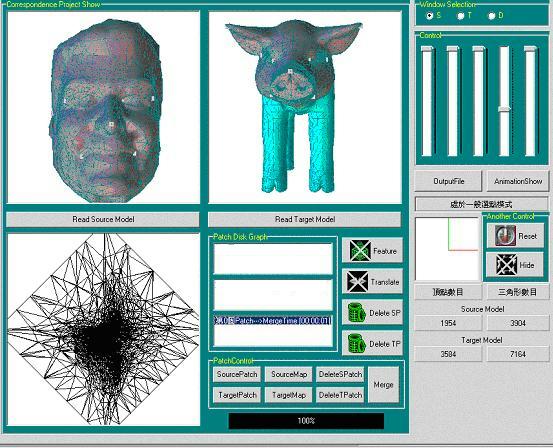 Correspondence Project Show
Window Selection
S T D
Control
OutputFile AnimationShow
處於一般選點模式
Another Control
Reset
Hide
頂點數目 三角形數目
Source Model
1954 3904
Target Model
3584 7164
Read Source Model Read Target Model
Patch Disk Graph
第0個Patch-->MergeTime [00:00:01]
Feature
Translate
Delete SP
Delete TP
PatchControl
SourcePatch SourceMap DeleteSPatch
TargetPatch TargetMap DeleteTPatch
Merge
100%